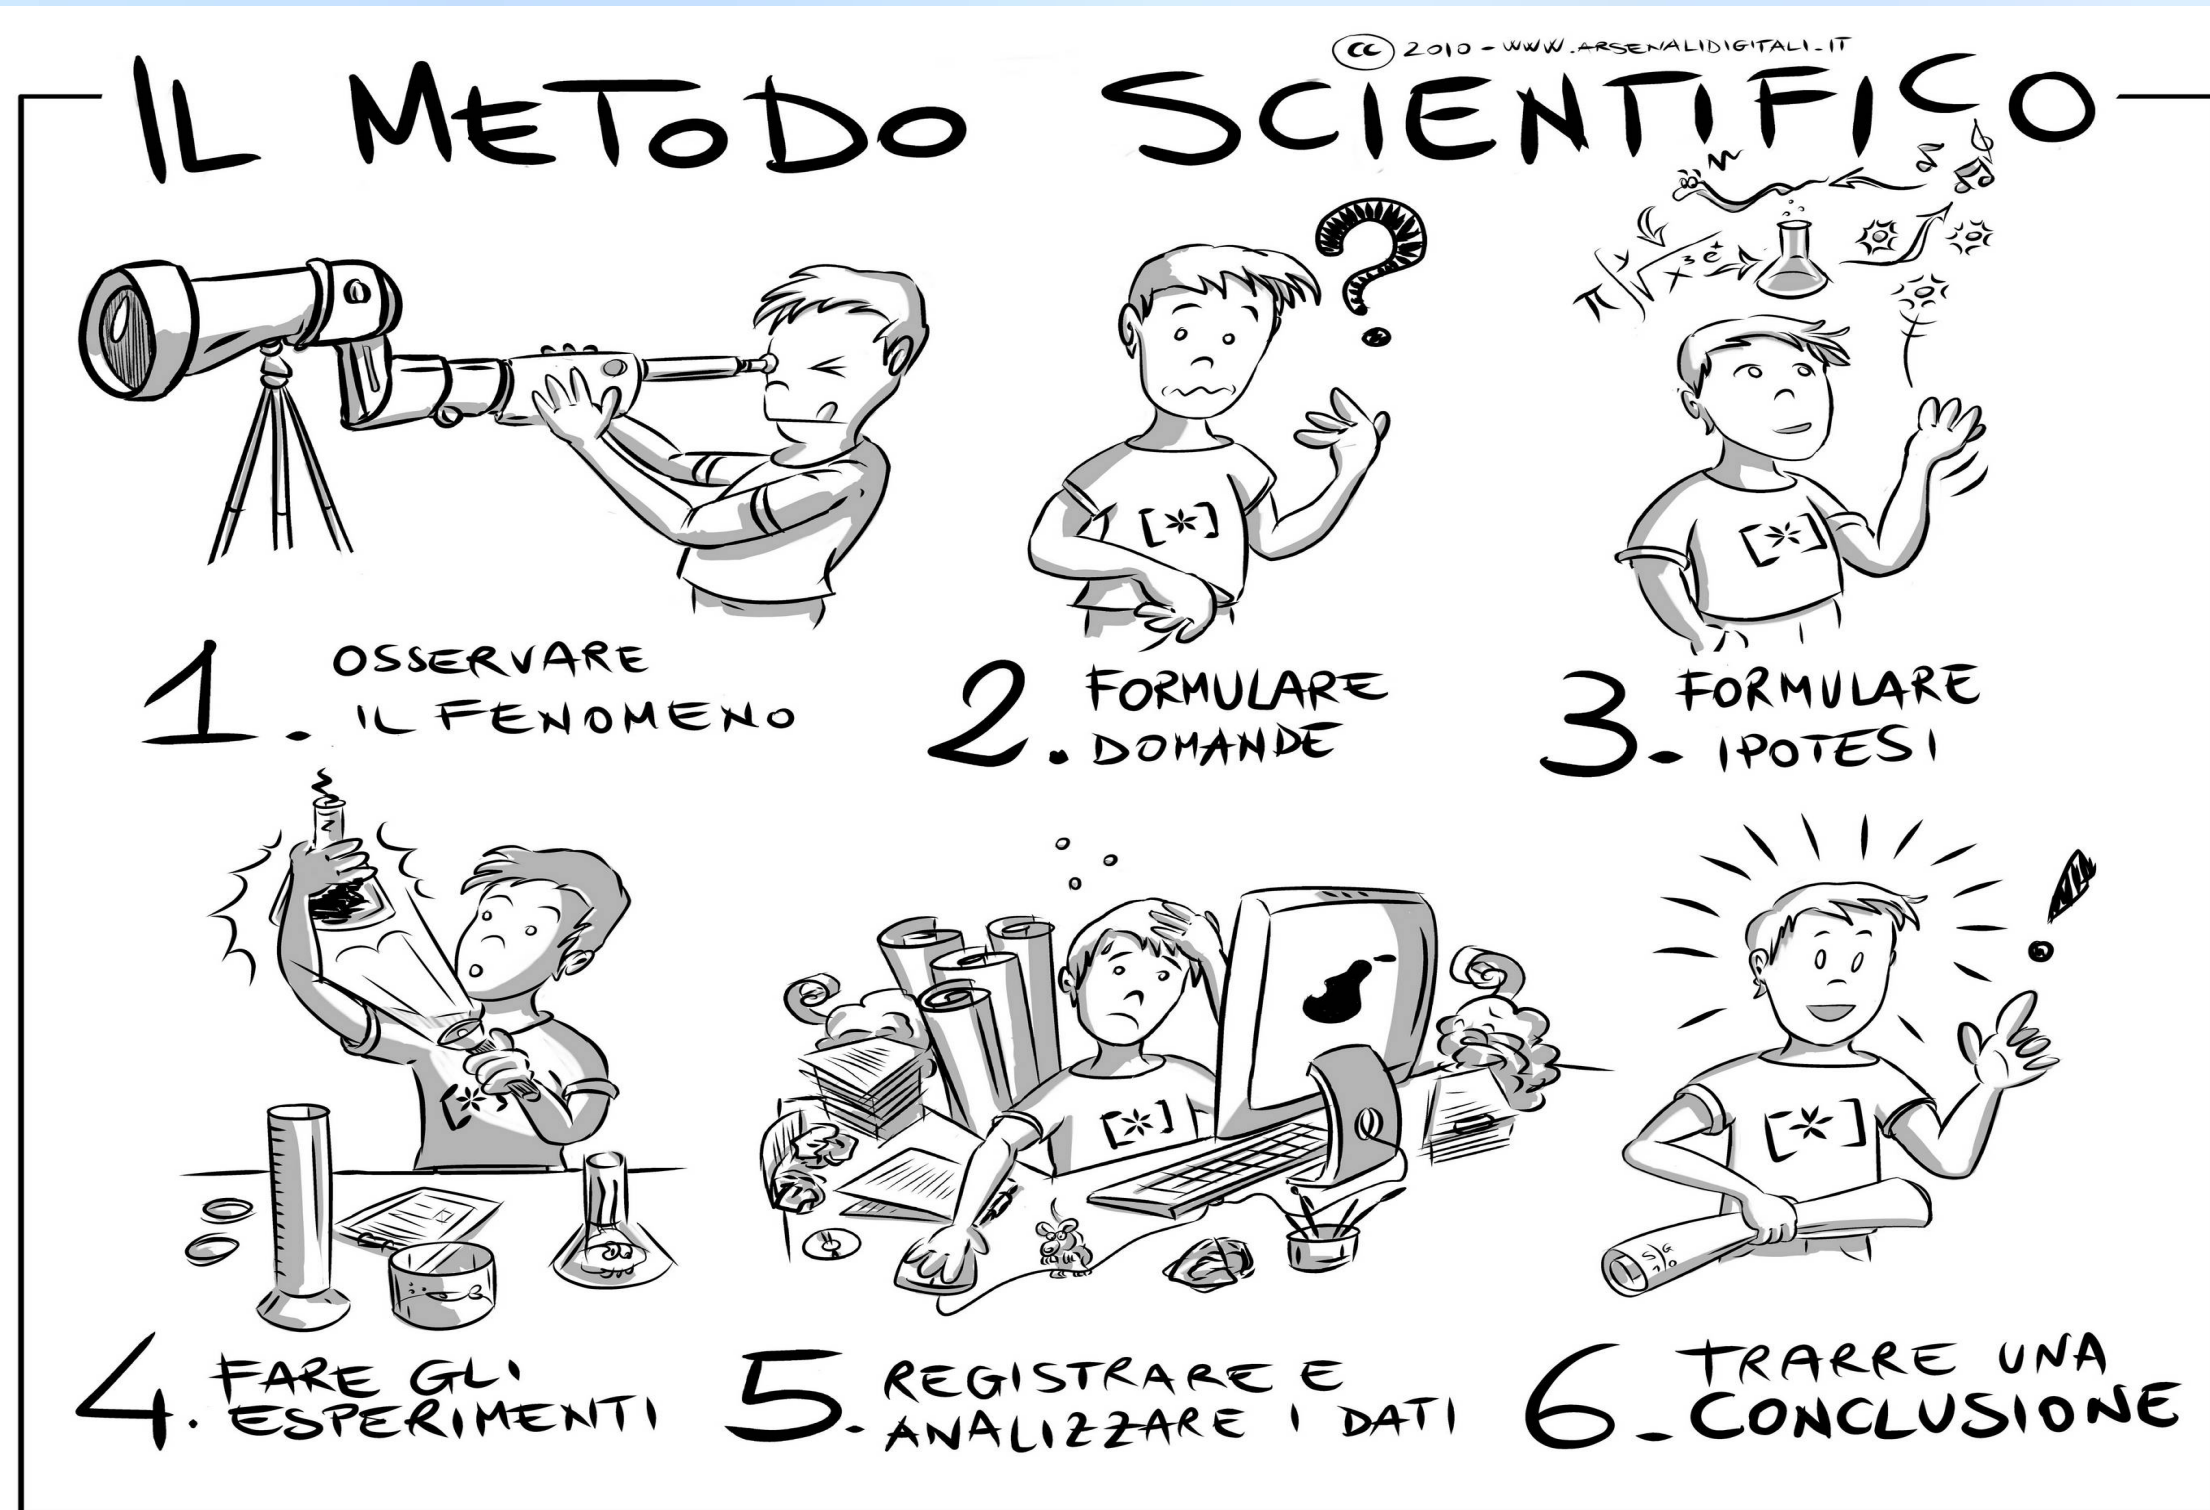 CC 2010 - WWW.ARSENALIDIGITALI.IT
IL METODO SCIENTIFICO
1. OSSERVARE
IL FENOMENO
2. FORMULARE
DOMANDE
3. FORMULARE
IPOTESI
4. FARE GLI
ESPERIMENTI
5. REGISTRARE E
ANALIZZARE I DATI
6. TRARRE UNA
CONCLUSIONE